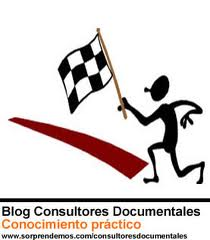 Blog Consultores Documentales
Conocimiento práctico
www.sorprendemos.com/consultoresdocumentales